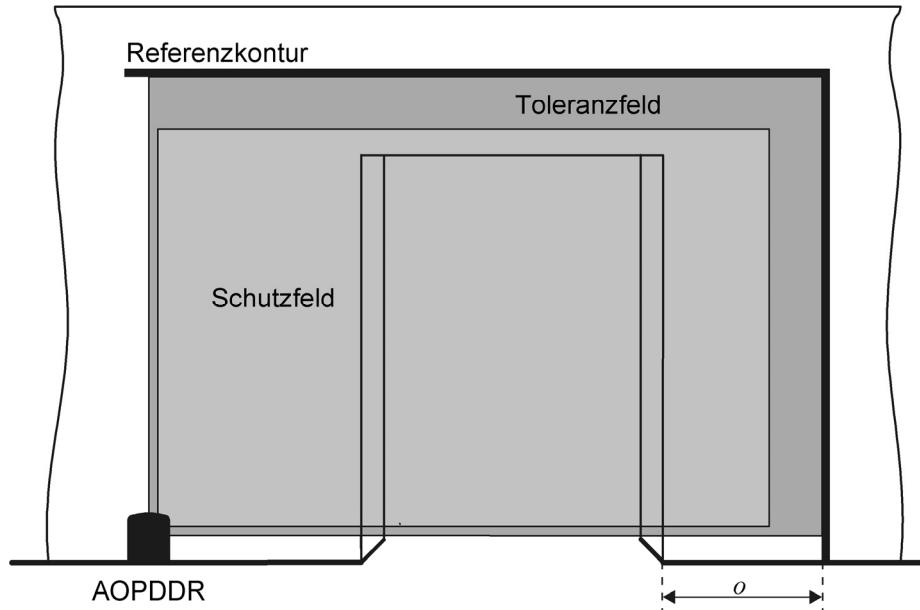 Referenzkontur
Toleranzfeld
Schutzfeld
AOPDDR
o